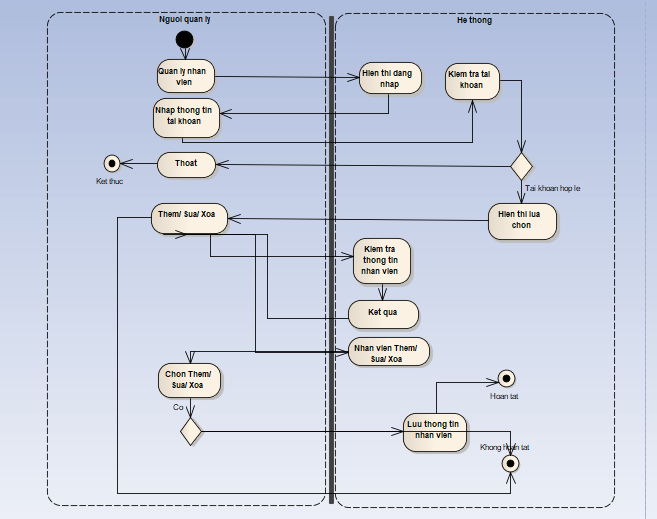 Nguoi quan ly
He thong
Quan ly nhan
vien
Hien thi dang
nhap
Kiem tra tai
khoan
Nhap thong tin
tai khoan
Thoat
Ket thuc
Tai khoan hop le
Them/ Sua/ Xoa
Hien thi lua
chon
Kiem tra
thong tin
nhan vien
Ket qua
Nhan vien Them/
Sua/ Xoa
Chon Them/
Sua/ Xoa
Co
Hoan tat
Luu thong tin
nhan vien
Khong hoan tat